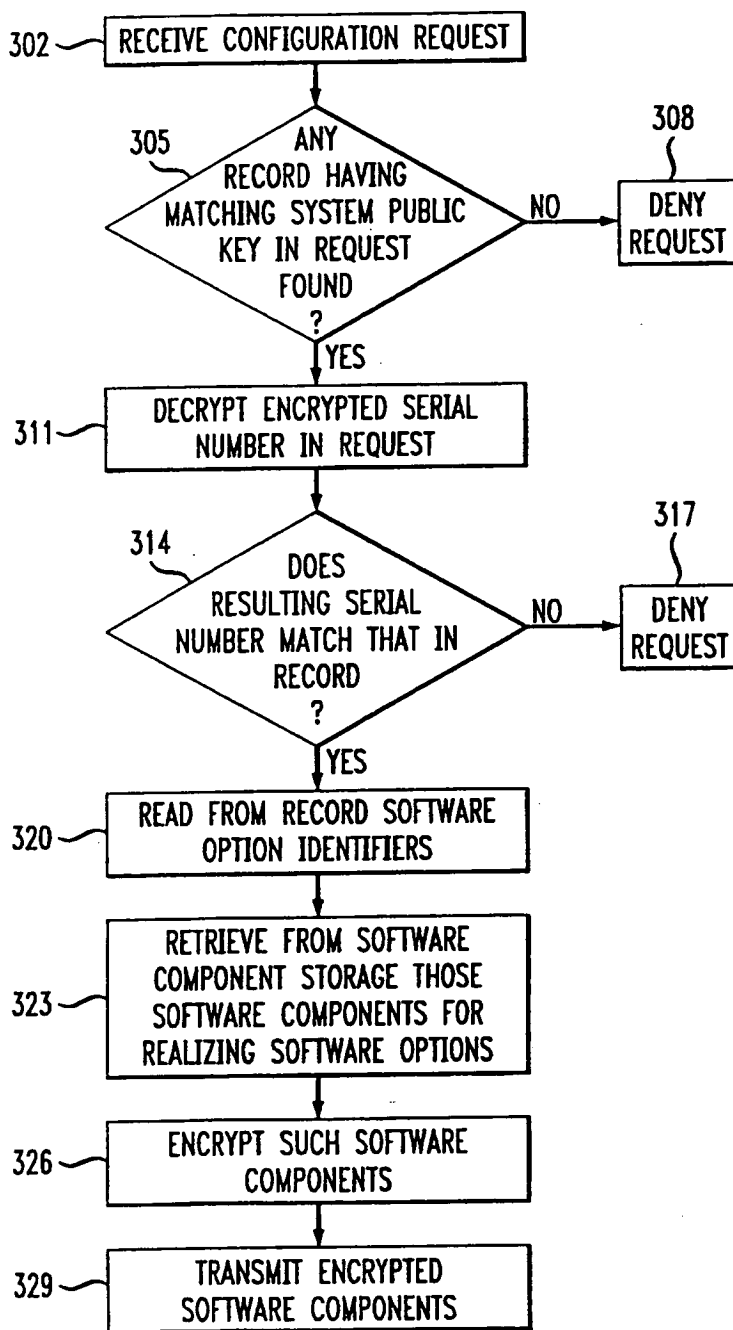 302
RECEIVE CONFIGURATION REQUEST
305
ANY
RECORD HAVING
MATCHING SYSTEM PUBLIC
KEY IN REQUEST
FOUND
?
NO
308
DENY
REQUEST
YES
311
DECRYPT ENCRYPTED SERIAL
NUMBER IN REQUEST
314
DOES
RESULTING SERIAL
NUMBER MATCH THAT IN
RECORD
?
NO
317
DENY
REQUEST
YES
320
READ FROM RECORD SOFTWARE
OPTION IDENTIFIERS
323
RETRIEVE FROM SOFTWARE
COMPONENT STORAGE THOSE
SOFTWARE COMPONENTS FOR
REALIZING SOFTWARE OPTIONS
326
ENCRYPT SUCH SOFTWARE
COMPONENTS
329
TRANSMIT ENCRYPTED
SOFTWARE COMPONENTS